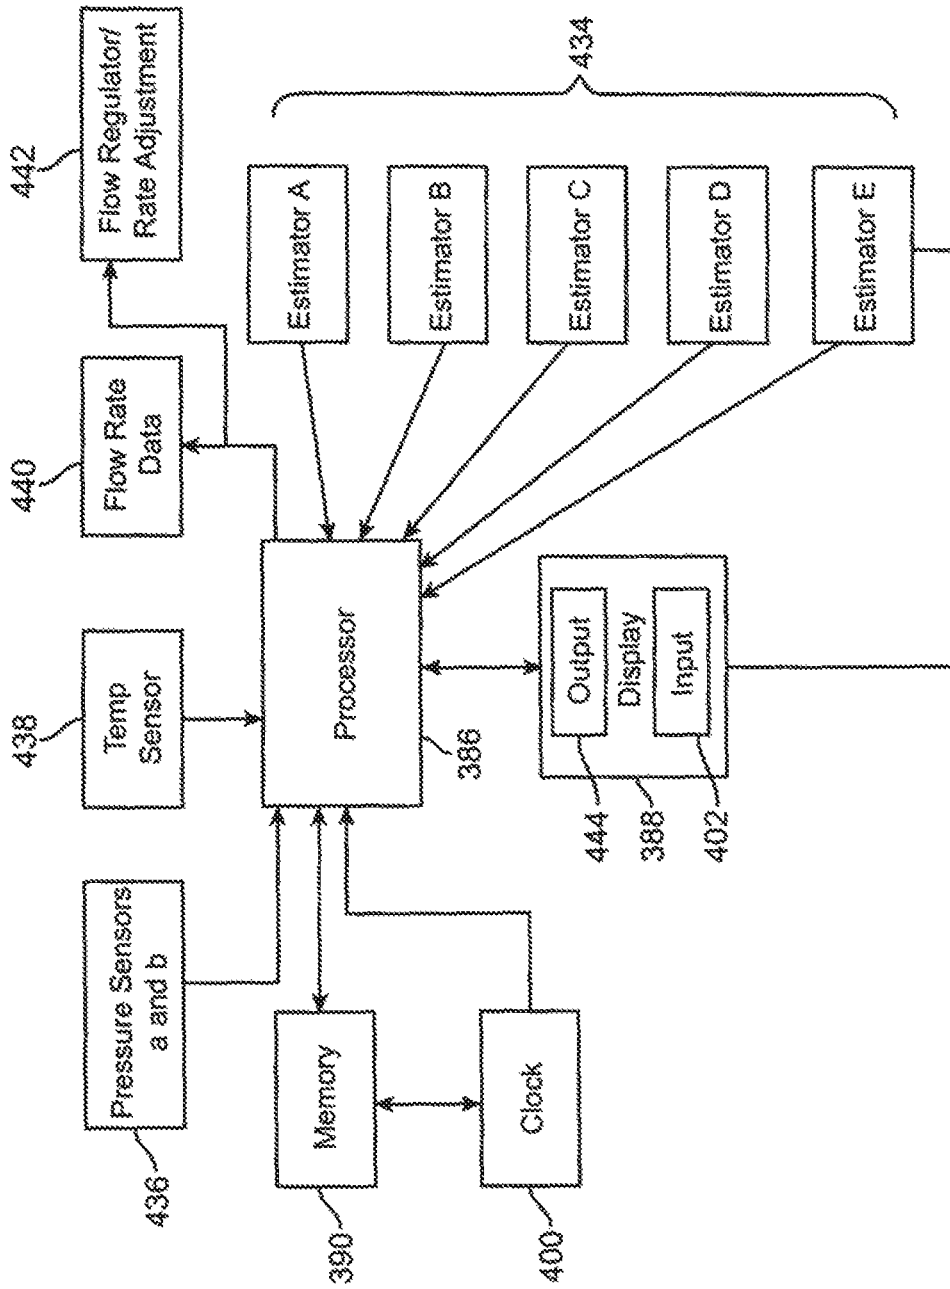 436
Pressure Sensors
a and b
438
Temp
Sensor
440
Flow Rate
Data
442
Flow Regulator/
Rate Adjustment
390
Memory
Processor
386
Estimator A
Estimator B
Estimator C
Estimator D
Estimator E
434
400
Clock
444
Output
Display
388
Input
402